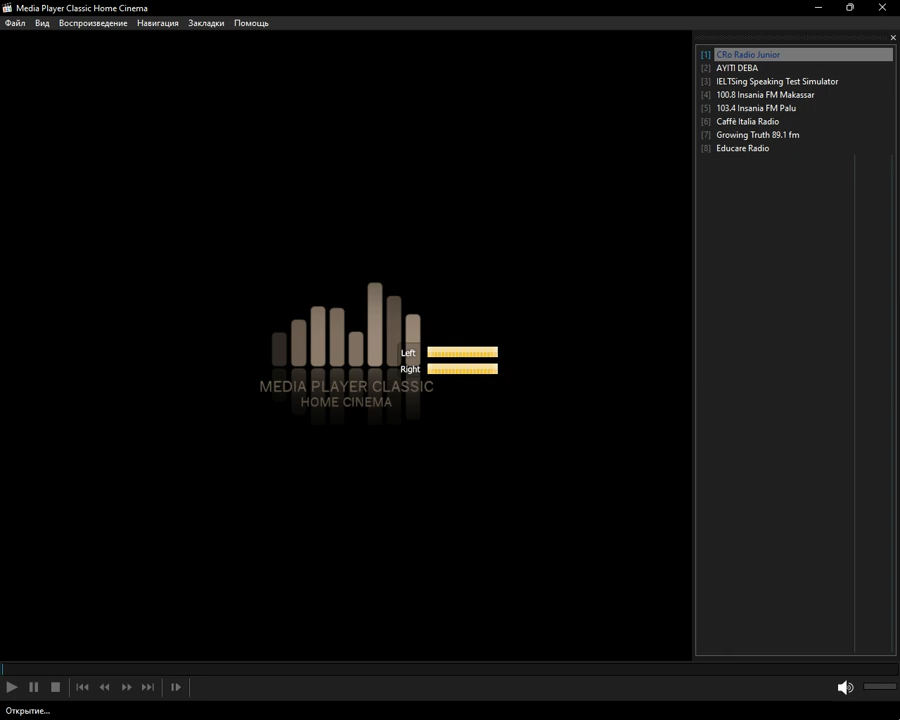 Media Player Classic Home Cinema
Файл Вид Воспроизведение Навигация Закладки Помощь
[1] CRo Radio Junior
[2] AYITI DEBA
[3] IELTSing Speaking Test Simulator
[4] 100.8 Insania FM Makassar
[5] 103.4 Insania FM Palu
[6] Caffè Italia Radio
[7] Growing Truth 89.1 fm
[8] Educare Radio
Left
Right
MEDIA PLAYER CLASSIC
HOME CINEMA
Открытие...